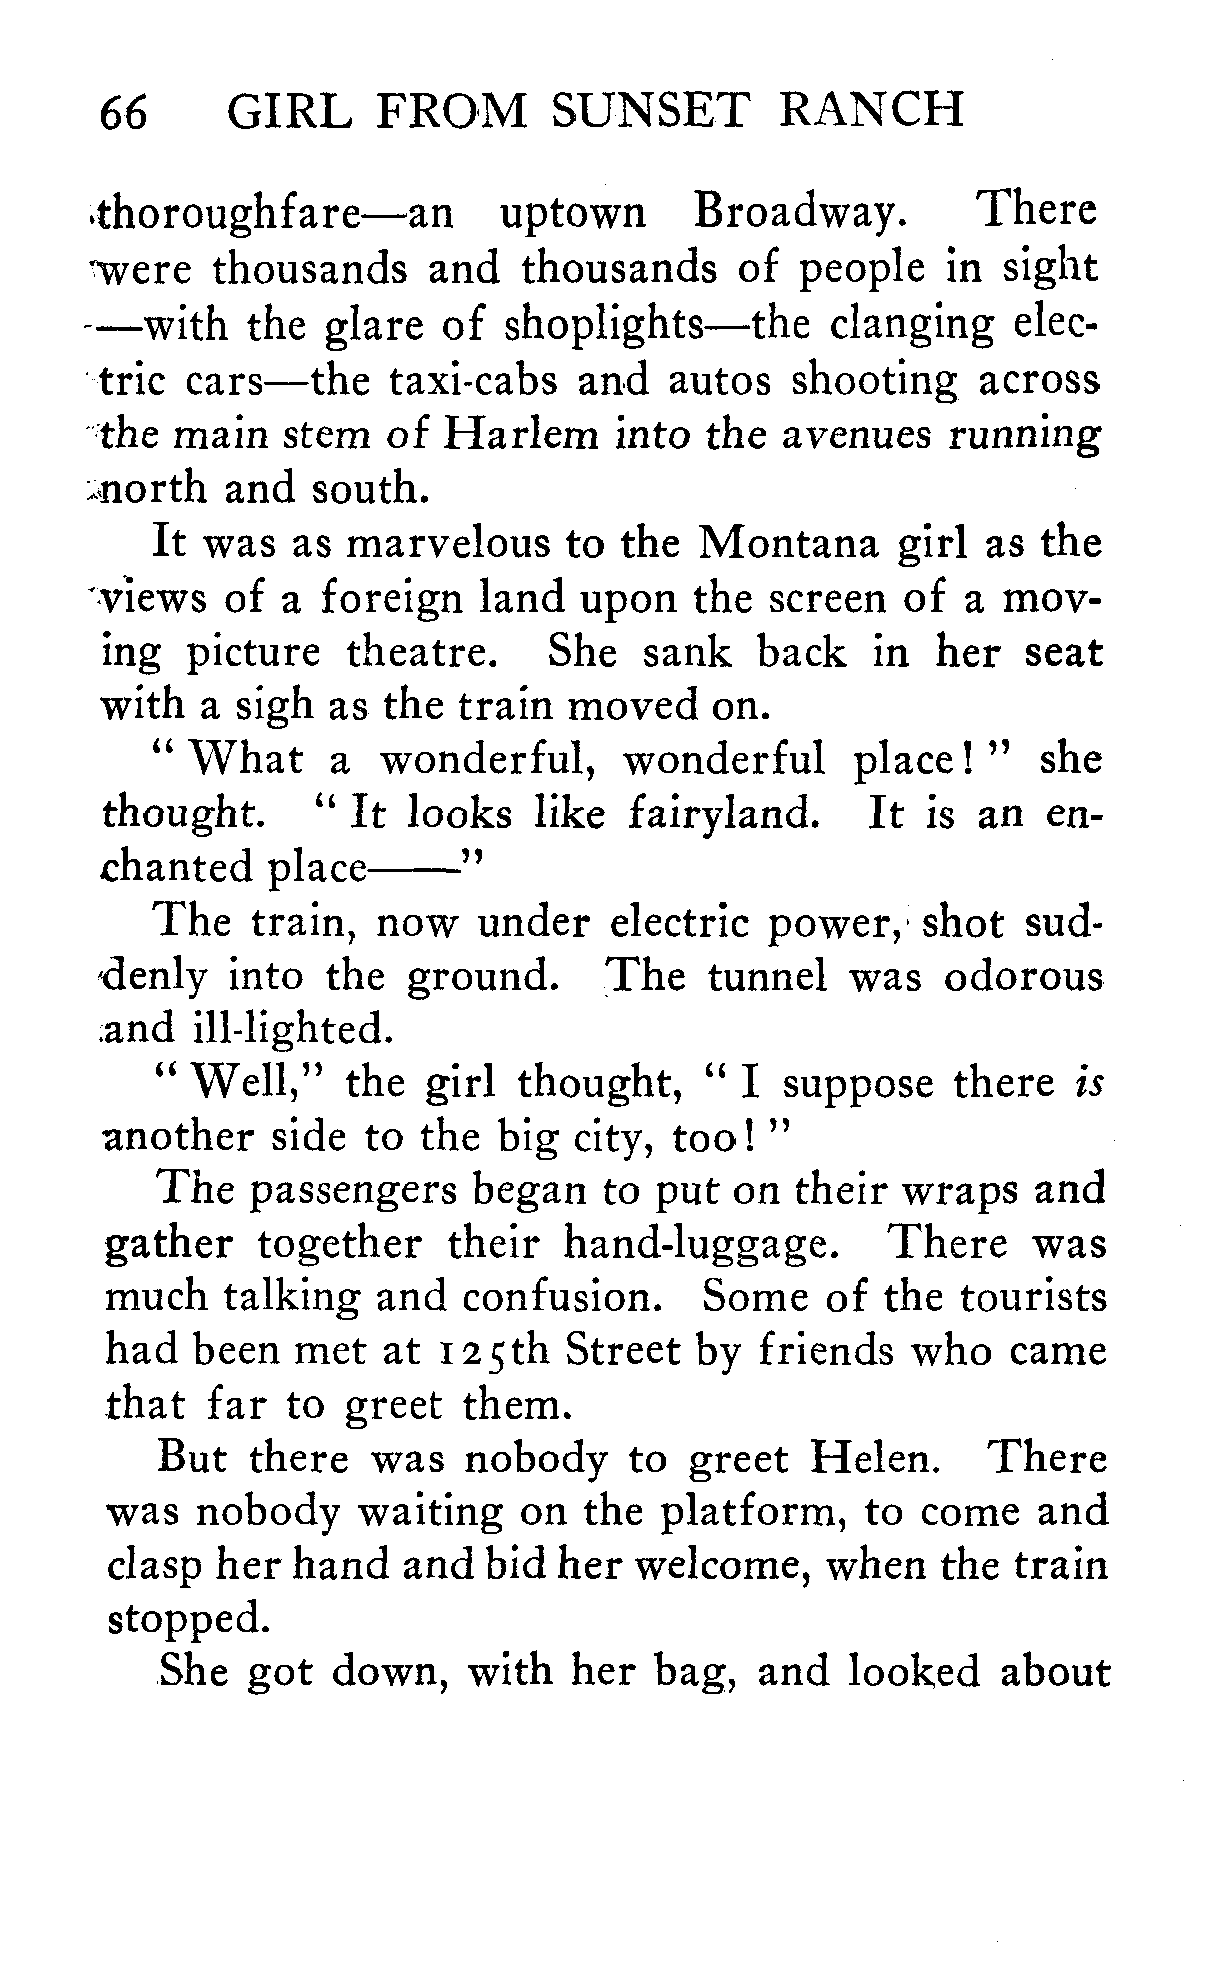 66 GIRL FROM SUNSET RANCH
thoroughfare—an uptown Broadway. There
were thousands and thousands of people in sight
—with the glare of shoplights—the clanging elec-
tric cars—the taxi-cabs and autos shooting across
the main stem of Harlem into the avenues running
north and south.
It was as marvelous to the Montana girl as the
views of a foreign land upon the screen of a mov-
ing picture theatre. She sank back in her seat
with a sigh as the train moved on.
“ What a wonderful, wonderful place! ” she
thought. “ It looks like fairyland. It is an en-
chanted place——”
The train, now under electric power, shot sud-
denly into the ground. The tunnel was odorous
and ill-lighted.
“ Well,” the girl thought, “ I suppose there is
another side to the big city, too! ”
The passengers began to put on their wraps and
gather together their hand-luggage. There was
much talking and confusion. Some of the tourists
had been met at 125th Street by friends who came
that far to greet them.
But there was nobody to greet Helen. There
was nobody waiting on the platform, to come and
clasp her hand and bid her welcome, when the train
stopped.
She got down, with her bag, and looked about